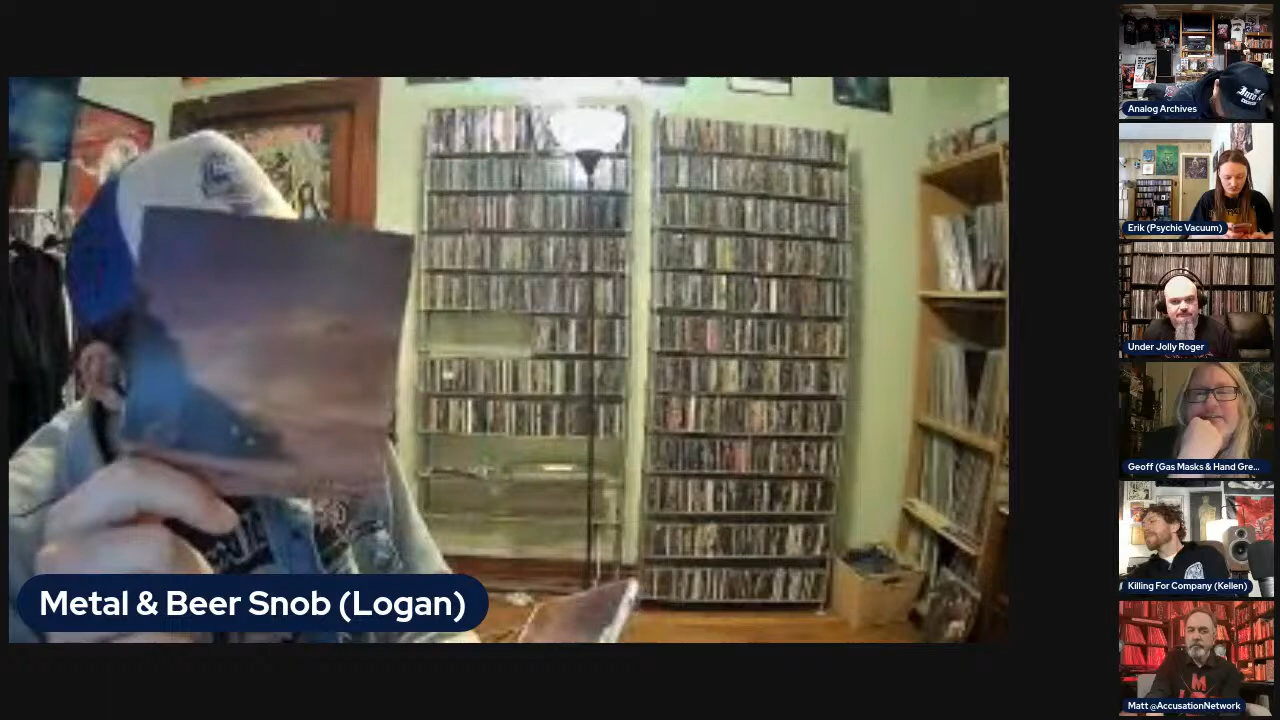 Metal & Beer Snob (Logan)
Analog Archives
Erik (Psychic Vacuum)
Under Jolly Roger
Geoff (Gas Masks & Hand Gre...
Killing For Company (Kellen)
Matt @AccusationNetwork